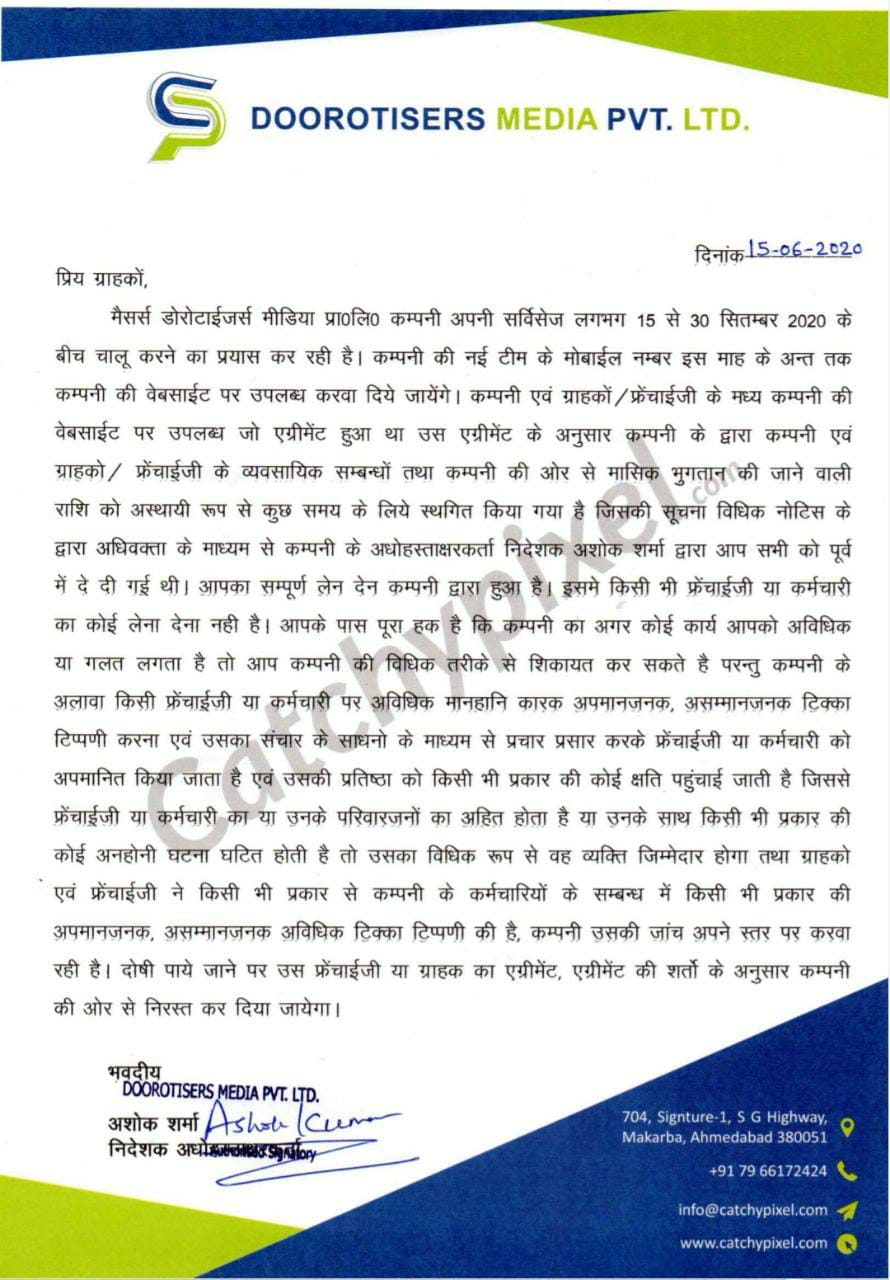 DOOROTISERS MEDIA PVT. LTD.
दिनांक 15-06-2020
प्रिय ग्राहकों,
मैसर्स डोरोटाईजर्स मीडिया प्रा0लि0 कम्पनी अपनी सर्विसेज लगभग 15 से 30 सितम्बर 2020 के
बीच चालू करने का प्रयास कर रही है। कम्पनी की नई टीम के मोबाईल नम्बर इस माह के अन्त तक
कम्पनी की वेबसाईट पर उपलब्ध करवा दिये जायेंगे। कम्पनी एवं ग्राहकों/फ्रेंचाईजी के मध्य कम्पनी की
वेबसाईट पर उपलब्ध जो एग्रीमेंट हुआ था उस एग्रीमेंट के अनुसार कम्पनी के द्वारा कम्पनी एवं
ग्राहको/ फ्रेंचाईजी के व्यवसायिक सम्बन्धों तथा कम्पनी की ओर से मासिक भुगतान की जाने वाली
राशि को अस्थायी रूप से कुछ समय के लिये स्थगित किया गया है जिसकी सूचना विधिक नोटिस के
द्वारा अधिवक्ता के माध्यम से कम्पनी के अधोहस्ताक्षरकर्ता निदेशक अशोक शर्मा द्वारा आप सभी को पूर्व
में दे दी गई थी। आपका सम्पूर्ण लेन देन कम्पनी द्वारा हुआ है। इसमे किसी भी फ्रेंचाईजी या कर्मचारी
का कोई लेना देना नही है। आपके पास पूरा हक है कि कम्पनी का अगर कोई कार्य आपको अविधिक
या गलत लगता है तो आप कम्पनी की विधिक तरीके से शिकायत कर सकते है परन्तु कम्पनी के
अलावा किसी फ्रेंचाईजी या कर्मचारी पर अविधिक मानहानि कारक अपमानजनक, असम्मानजनक टिक्का
टिप्पणी करना एवं उसका संचार के साधनो के माध्यम से प्रचार प्रसार करके फ्रेंचाईजी या कर्मचारी को
अपमानित किया जाता है एवं उसकी प्रतिष्ठा को किसी भी प्रकार की कोई क्षति पहुंचाई जाती है जिससे
फ्रेंचाईजी या कर्मचारी का या उनके परिवारजनों का अहित होता है या उनके साथ किसी भी प्रकार की
कोई अनहोनी घटना घटित होती है तो उसका विधिक रूप से वह व्यक्ति जिम्मेदार होगा तथा ग्राहको
एवं फ्रेंचाईजी ने किसी भी प्रकार से कम्पनी के कर्मचारियों के सम्बन्ध में किसी भी प्रकार की
अपमानजनक, असम्मानजनक अविधिक टिक्का टिप्पणी की है, कम्पनी उसकी जांच अपने स्तर पर करवा
रही है। दोषी पाये जाने पर उस फ्रेंचाईजी या ग्राहक का एग्रीमेंट, एग्रीमेंट की शर्तो के अनुसार कम्पनी
की ओर से निरस्त कर दिया जायेगा।
Catchypixel.com
भवदीय
DOOROTISERS MEDIA PVT. LTD.
अशोक शर्मा Ashok Kumar
निदेशक
Authorised Signatory
704, Signture-1, S G Highway,
Makarba, Ahmedabad 380051
+91 79 66172424
info@catchypixel.com
www.catchypixel.com